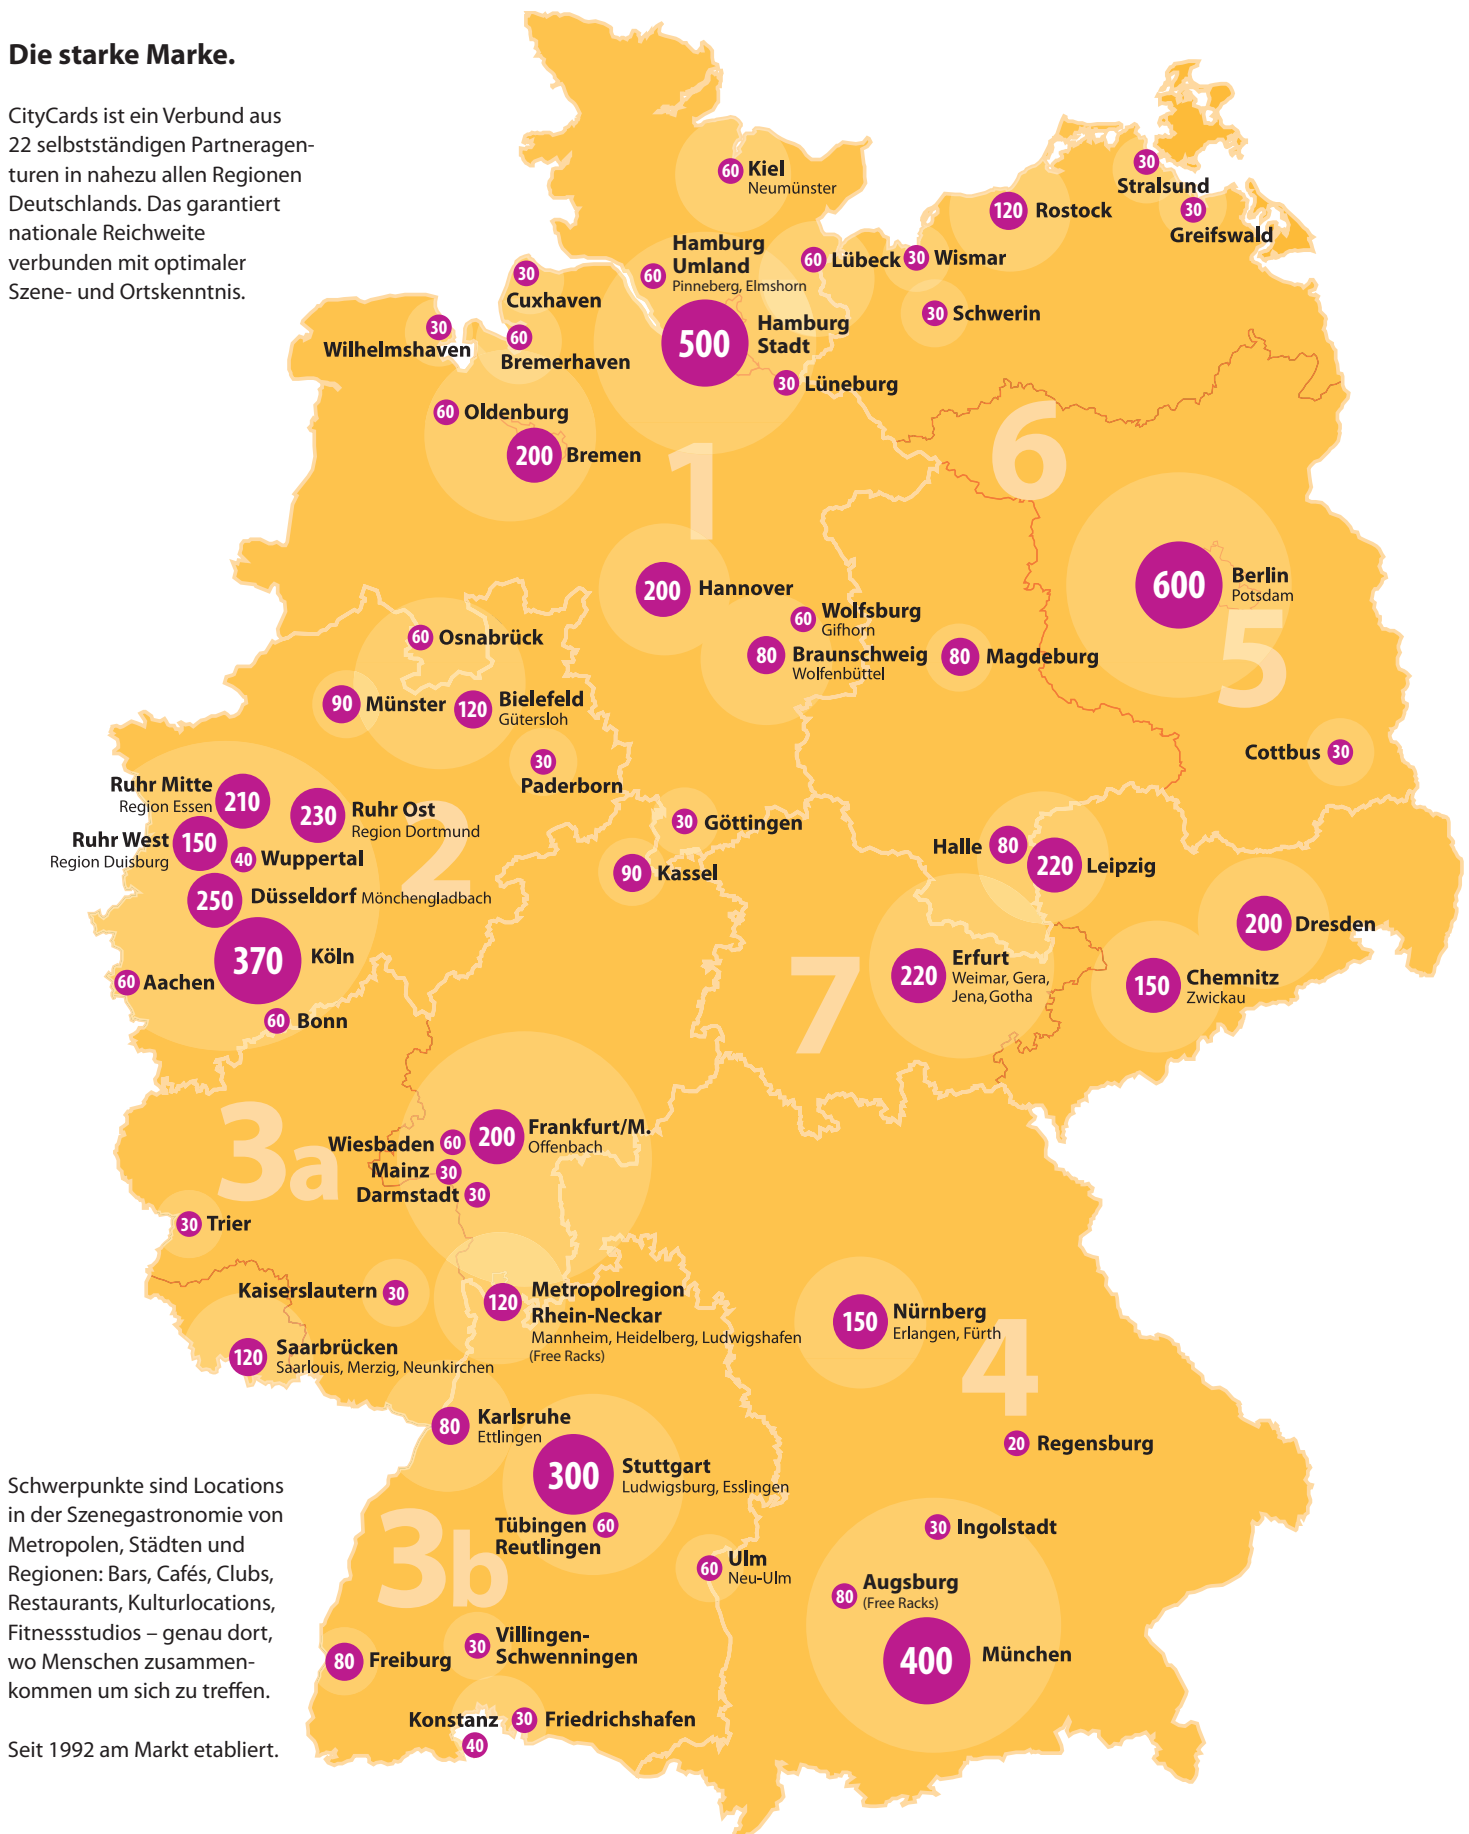 Die starke Marke.
CityCards ist ein Verbund aus
22 selbstständigen Partneragen-
turen in nahezu allen Regionen
Deutschlands. Das garantiert
nationale Reichweite
verbunden mit optimaler
Szene- und Ortskenntnis.
60 Kiel
Neumünster
30
Stralsund
120 Rostock
30
Greifswald
Hamburg
Umland
60
Pinneberg, Elmshorn
60 Lübeck
30 Wismar
30
Cuxhaven
30 Schwerin
500
Hamburg
Stadt
30
Wilhelmshaven
60
Bremerhaven
30 Lüneburg
60 Oldenburg
200 Bremen
1
6
200 Hannover
600
Berlin
Potsdam
5
60 Wolfsburg
Gifhorn
60 Osnabrück
80 Braunschweig
Wolfenbüttel
80 Magdeburg
90 Münster
120 Bielefeld
Gütersloh
Cottbus 30
30
Paderborn
Ruhr Mitte
Region Essen
210
230 Ruhr Ost
Region Dortmund
2
30 Göttingen
Ruhr West
Region Duisburg
150
40 Wuppertal
Halle 80
220 Leipzig
90 Kassel
250 Düsseldorf Mönchengladbach
200 Dresden
370 Köln
60 Aachen
220
Erfurt
Weimar, Gera,
Jena, Gotha
7
150 Chemnitz
Zwickau
60 Bonn
3a
Wiesbaden 60
200 Frankfurt/M.
Offenbach
Mainz 30
Darmstadt 30
30 Trier
Kaiserslautern 30
120
Metropolregion
Rhein-Neckar
Mannheim, Heidelberg, Ludwigshafen
(Free Racks)
150 Nürnberg
Erlangen, Fürth
4
120 Saarbrücken
Saarlouis, Merzig, Neunkirchen
80 Karlsruhe
Ettlingen
20 Regensburg
300 Stuttgart
Ludwigsburg, Esslingen
Tübingen 60
Reutlingen
3b
30 Ingolstadt
60 Ulm
Neu-Ulm
80 Augsburg
(Free Racks)
80 Freiburg
30 Villingen-
Schwenningen
400 München
Konstanz
40
30 Friedrichshafen
Schwerpunkte sind Locations
in der Szenegastronomie von
Metropolen, Städten und
Regionen: Bars, Cafés, Clubs,
Restaurants, Kulturlocations,
Fitnessstudios – genau dort,
wo Menschen zusammen-
kommen um sich zu treffen.
Seit 1992 am Markt etabliert.